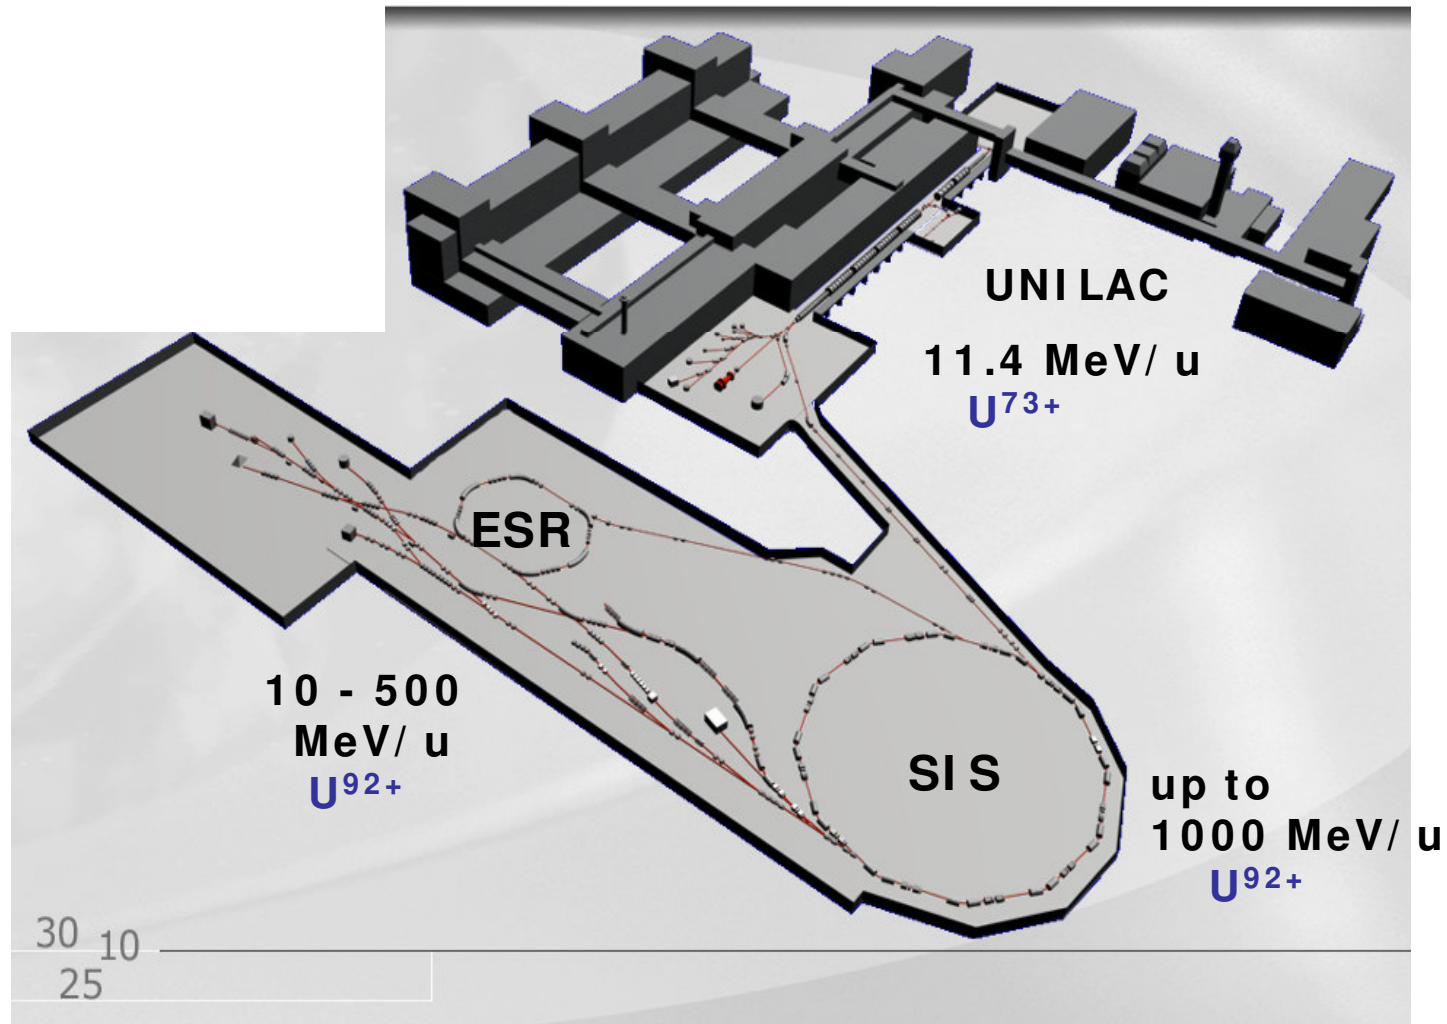 UNILAC
11.4 MeV/u
U73+
ESR
10 - 500
MeV/u
U92+
SIS
up to
1000 MeV/u
U92+
30 10
25